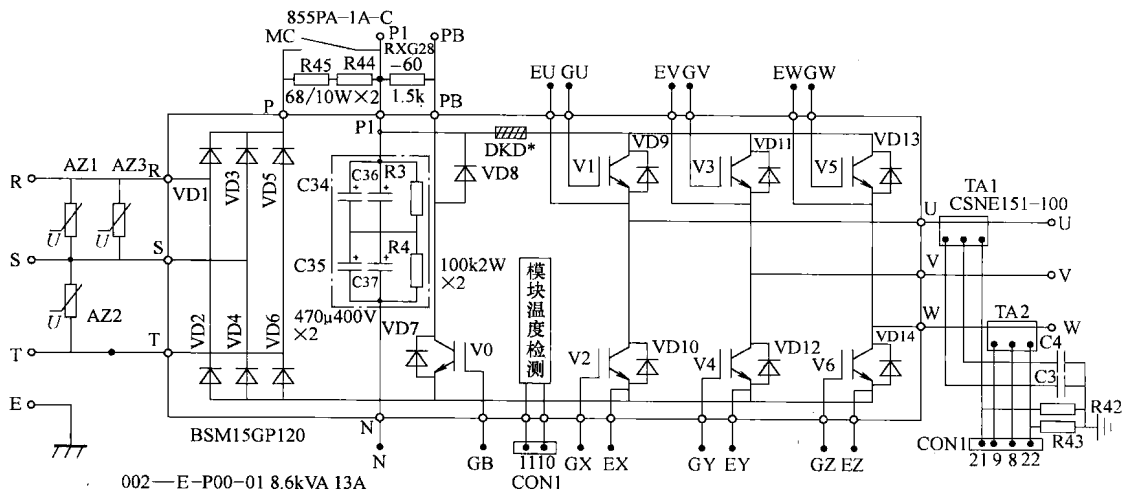 855PA-1A-C
MC
P1
PB
RXG28
-60
1.5k
R45
R44
68/10W×2
P
PB
P1
EU
GU
EV
GV
EW
GW
DKD*
VD8
VD9
VD11
VD13
V1
V3
V5
AZ1
AZ3
R
R
VD1
VD3
VD5
C34
C36
R3
TA1
CSNE151-100
U
U
U
U
S
S
C35
C37
R4
100k2W
×2
模块温度检测
V
V
U
AZ2
VD2
VD4
VD6
470μ400V
×2
VD7
V0
W
W
TA2
T
T
V2
VD10
V4
VD12
V6
VD14
C4
C3
E
BSM15GP120
N
R42
R43
CON1
N
GB
1110
CON1
GX
EX
GY
EY
GZ
EZ
21 9 8 22
002—E-P00-01 8.6kVA 13A